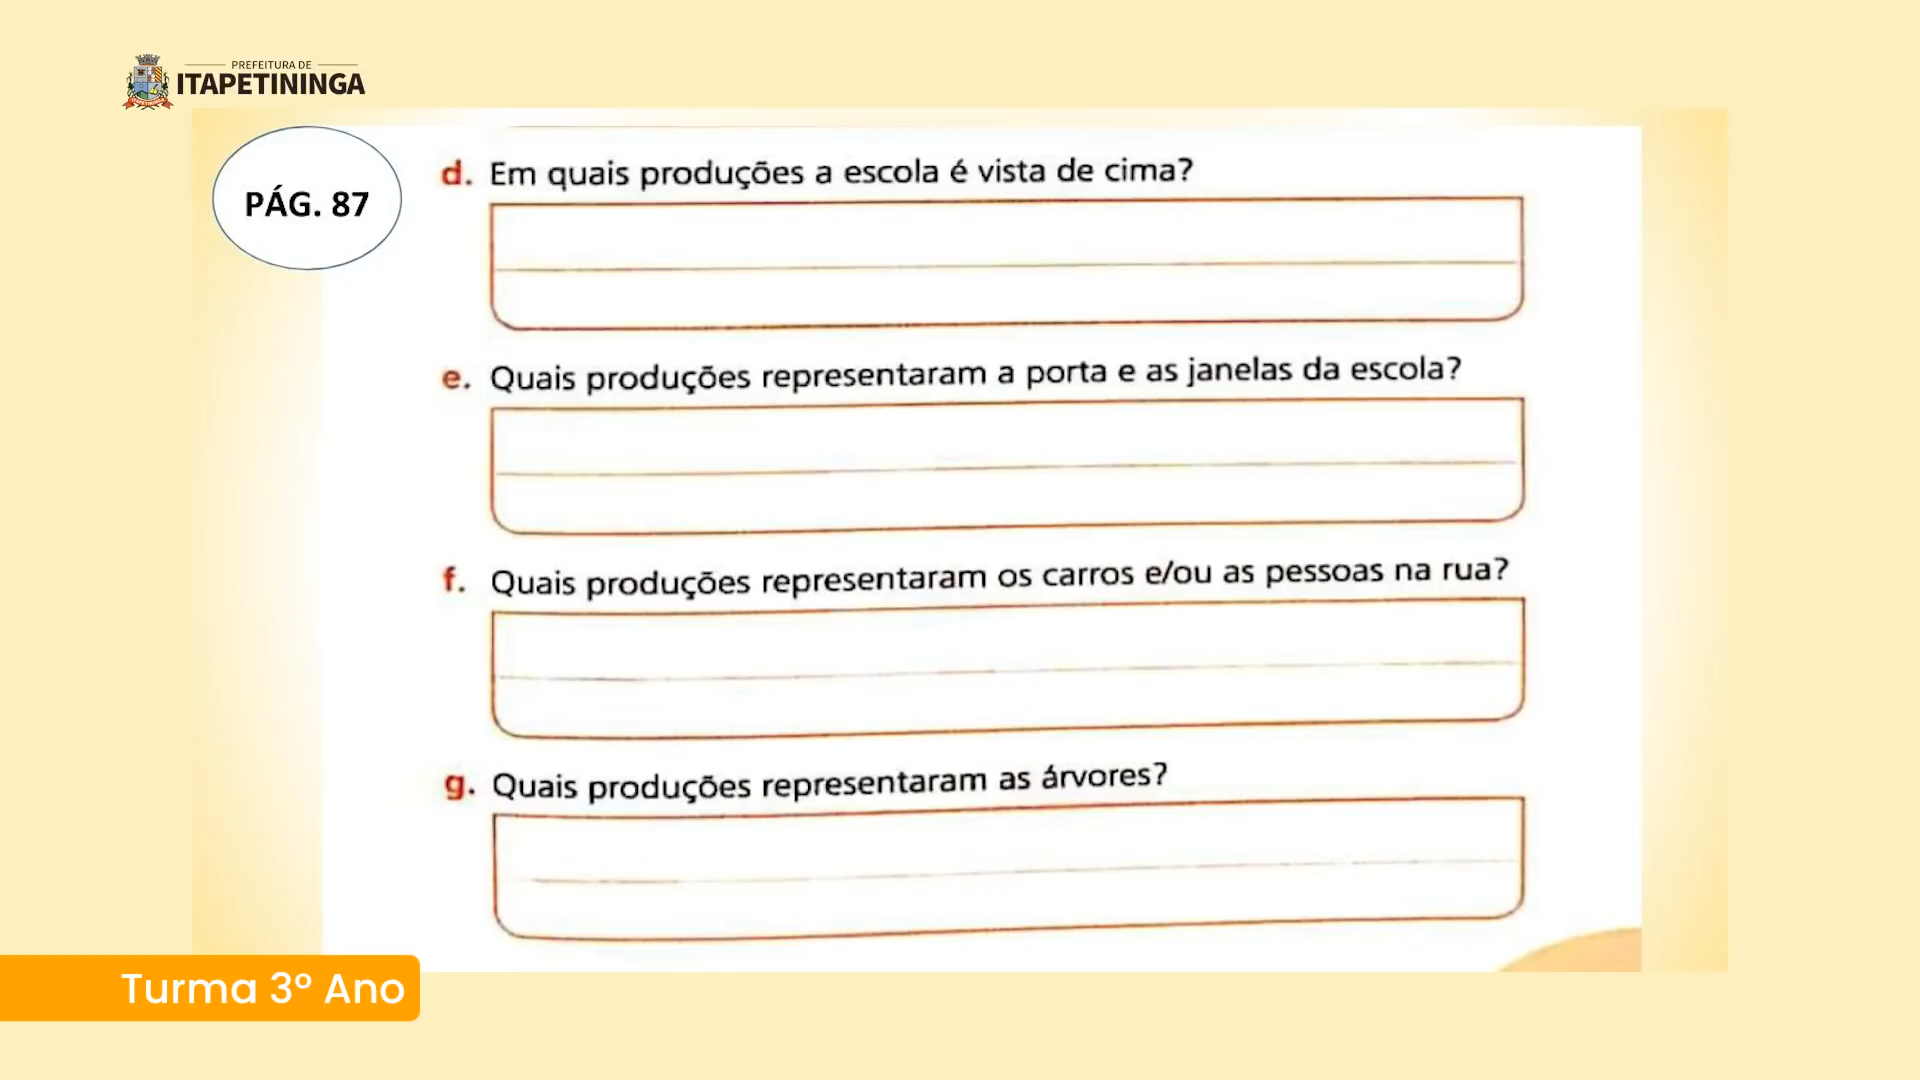 PREFEITURA DE
ITAPETININGA
PÁG. 87
d. Em quais produções a escola é vista de cima?
e. Quais produções representaram a porta e as janelas da escola?
f. Quais produções representaram os carros e/ou as pessoas na rua?
g. Quais produções representaram as árvores?
Turma 3º Ano